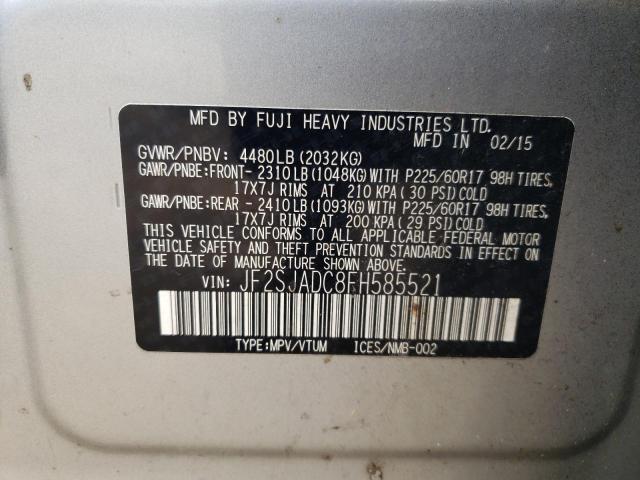 MFD BY FUJI HEAVY INDUSTRIES LTD.
MFD IN 02/15
GVWR/PNBV: 4480LB(2032KG)
GAWR/PNBE:FRONT- 2310LB(1048KG)WITH P225/60R17 98H TIRES,
17X7J RIMS AT 210 KPA(30 PSI)COLD
GAWR/PNBE:REAR - 2410LB(1093KG)WITH P225/60R17 98H TIRES,
17X7J RIMS AT 200 KPA(29 PSI)COLD
THIS VEHICLE CONFORMS TO ALL APPLICABLE FEDERAL MOTOR
VEHICLE SAFETY AND THEFT PREVENTION STANDARDS IN EFFECT ON
THE DATE OF MANUFACTURE SHOWN ABOVE.
VIN: JF2SJADC8FH585521
TYPE:MPV/VTUM ICES/NMB-002